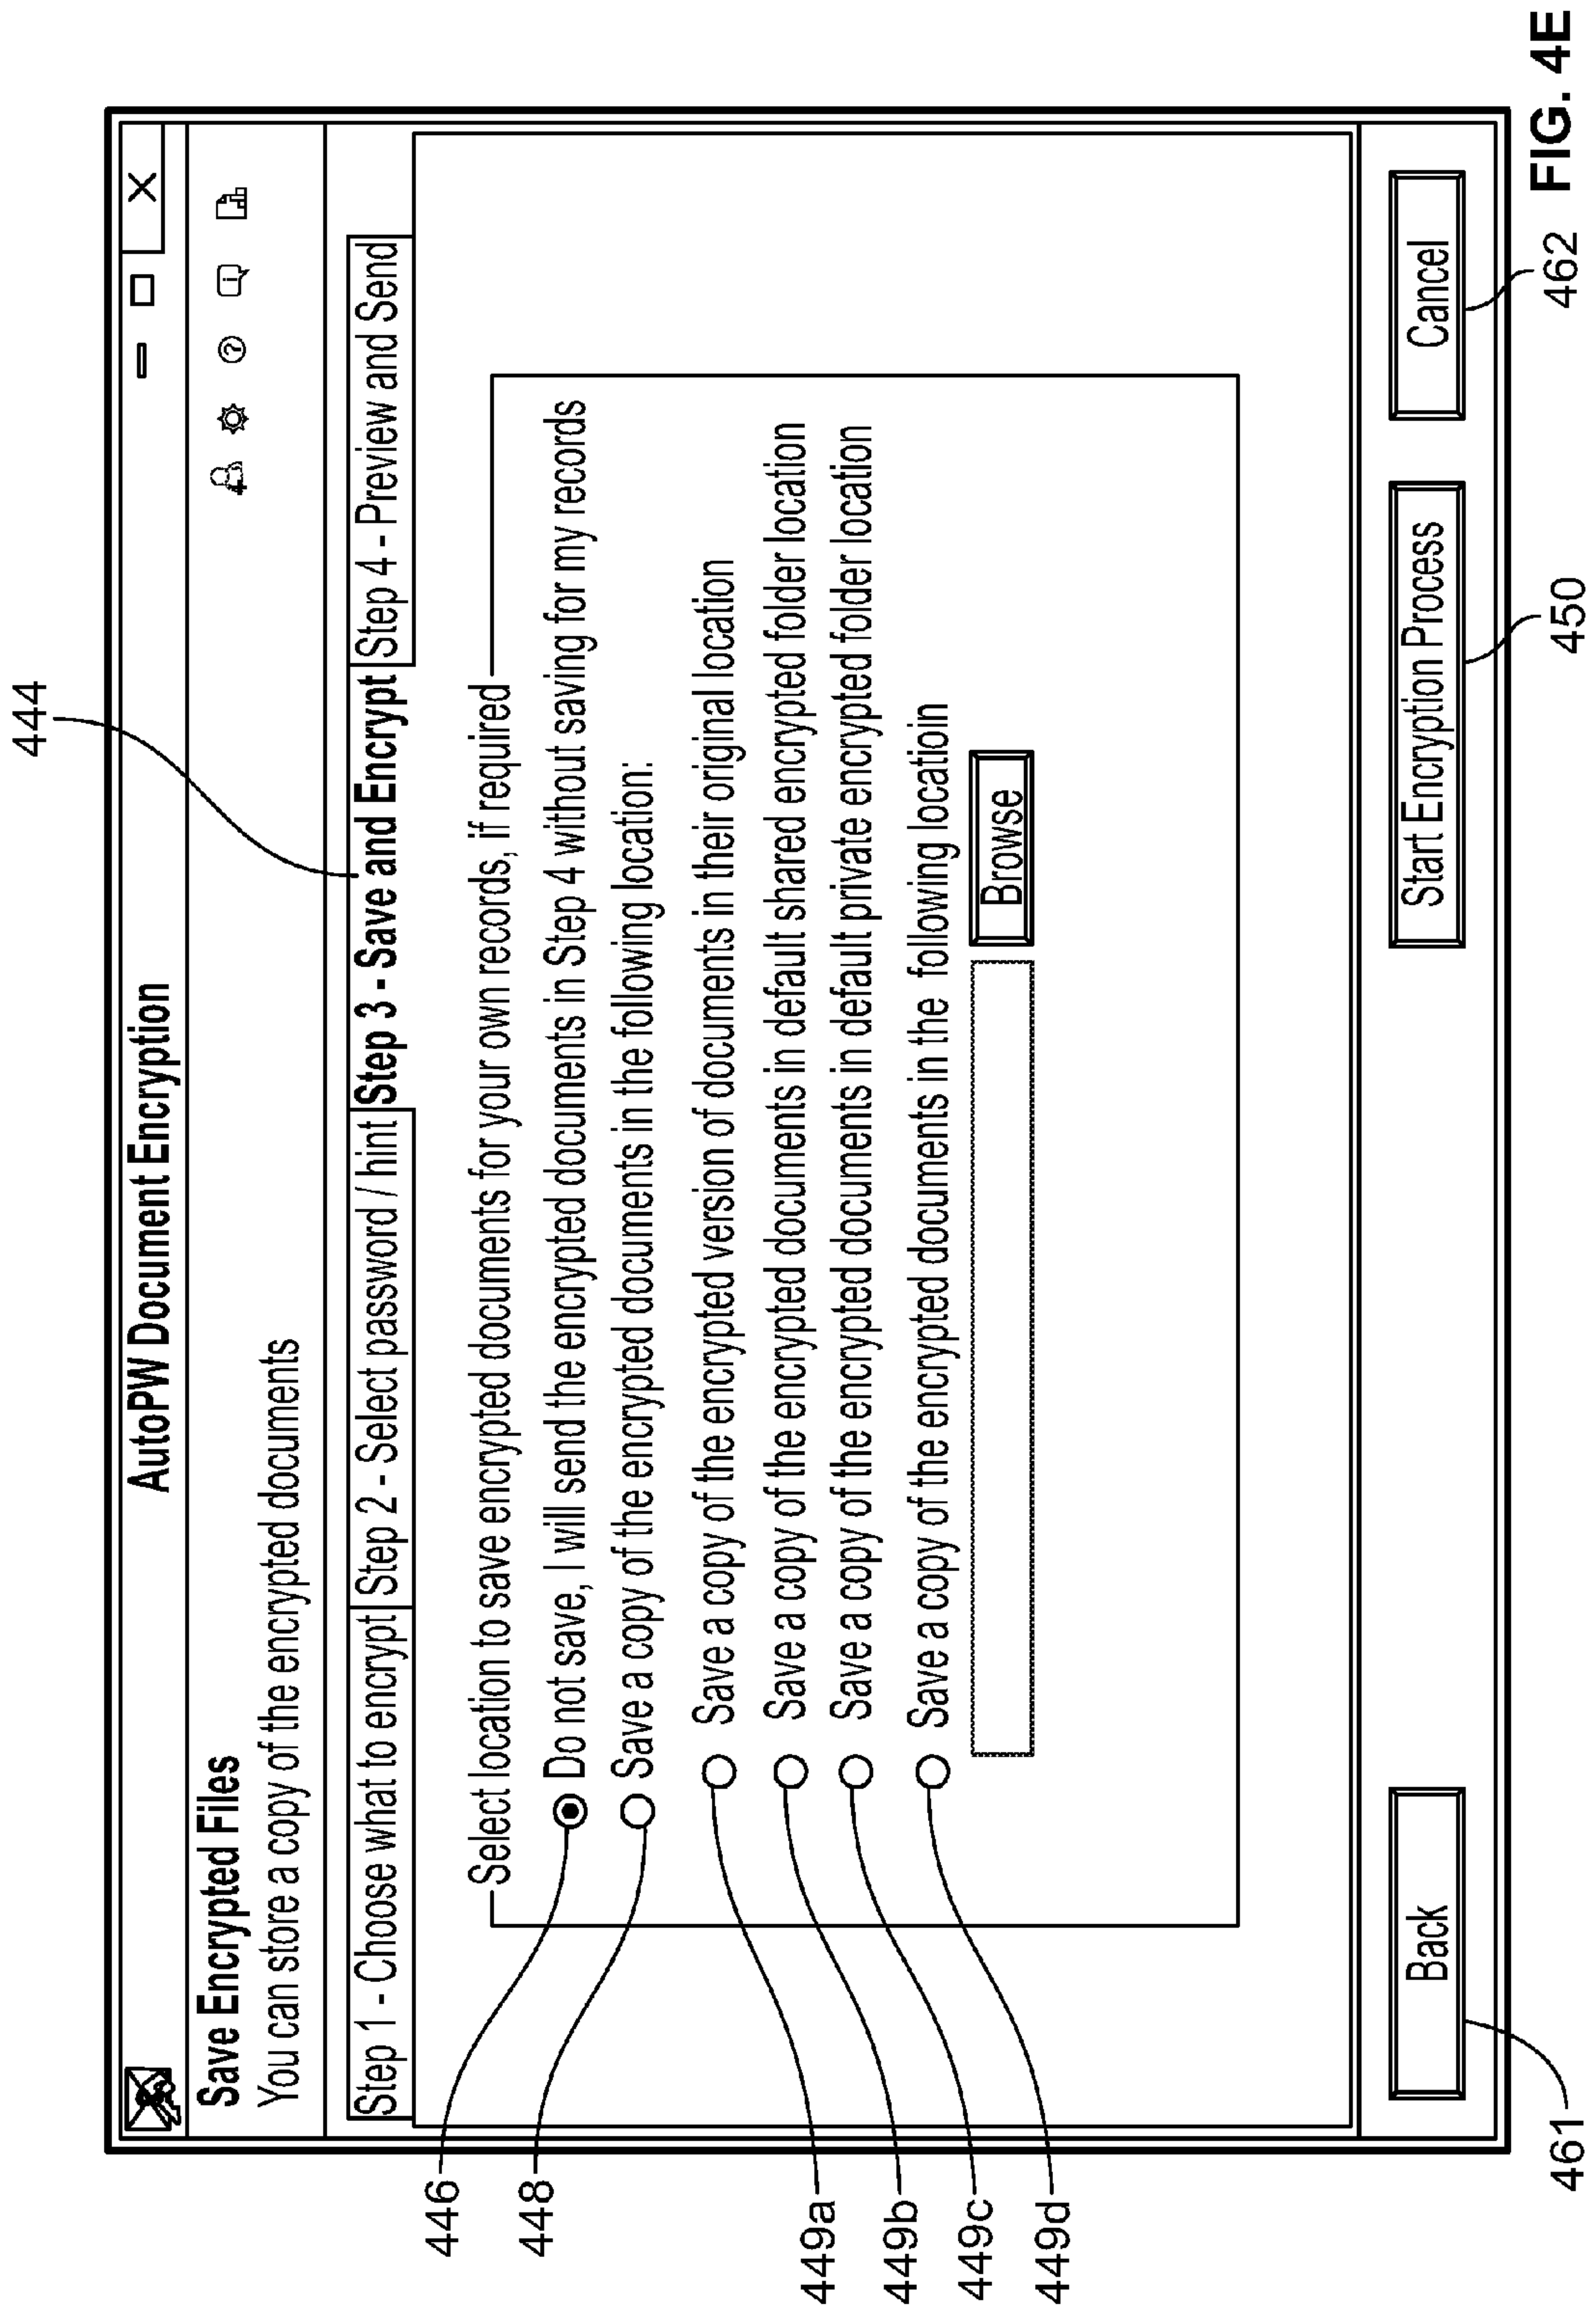 444
AutoPW Document Encryption
Save Encrypted Files
You can store a copy of the encrypted documents
Step 1 - Choose what to encrypt
Step 2 - Select password / hint
Step 3 - Save and Encrypt
Step 4 - Preview and Send
Select location to save encrypted documents for your own records, if required
446
Do not save, I will send the encrypted documents in Step 4 without saving for my records
448
Save a copy of the encrypted documents in the following location:
449a
Save a copy of the encrypted version of documents in their original location
449b
Save a copy of the encrypted documents in default shared encrypted folder location
449c
Save a copy of the encrypted documents in default private encrypted folder location
449d
Save a copy of the encrypted documents in the following locatioin
Browse
Back
Start Encryption Process
Cancel
461
450
462
FIG. 4E